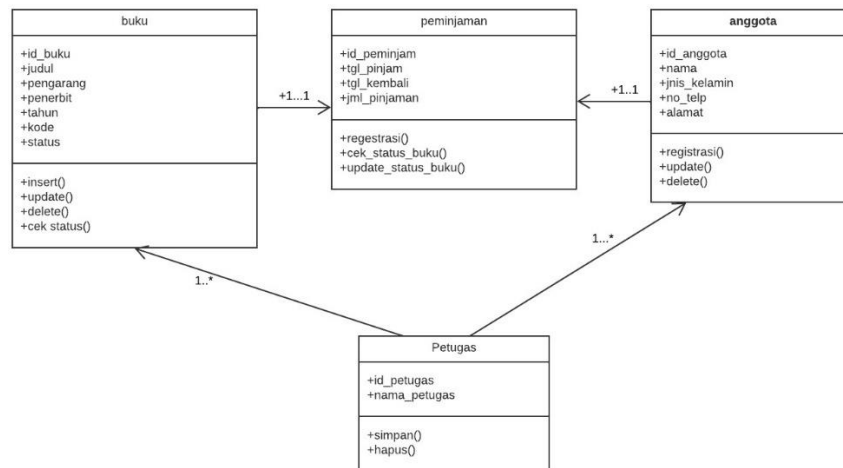 buku
+id_buku
+judul
+pengarang
+penerbit
+tahun
+kode
+status
+insert()
+update()
+delete()
+cek status()
+1...1
peminjaman
+id_peminjam
+tgl_pinjam
+tgl_kembali
+jml_pinjaman
+regestrasi()
+cek_status_buku()
+update_status_buku()
+1..1
anggota
+id_anggota
+nama
+jnis_kelamin
+no_telp
+alamat
+registrasi()
+update()
+delete()
1..*
1...*
Petugas
+id_petugas
+nama_petugas
+simpan()
+hapus()